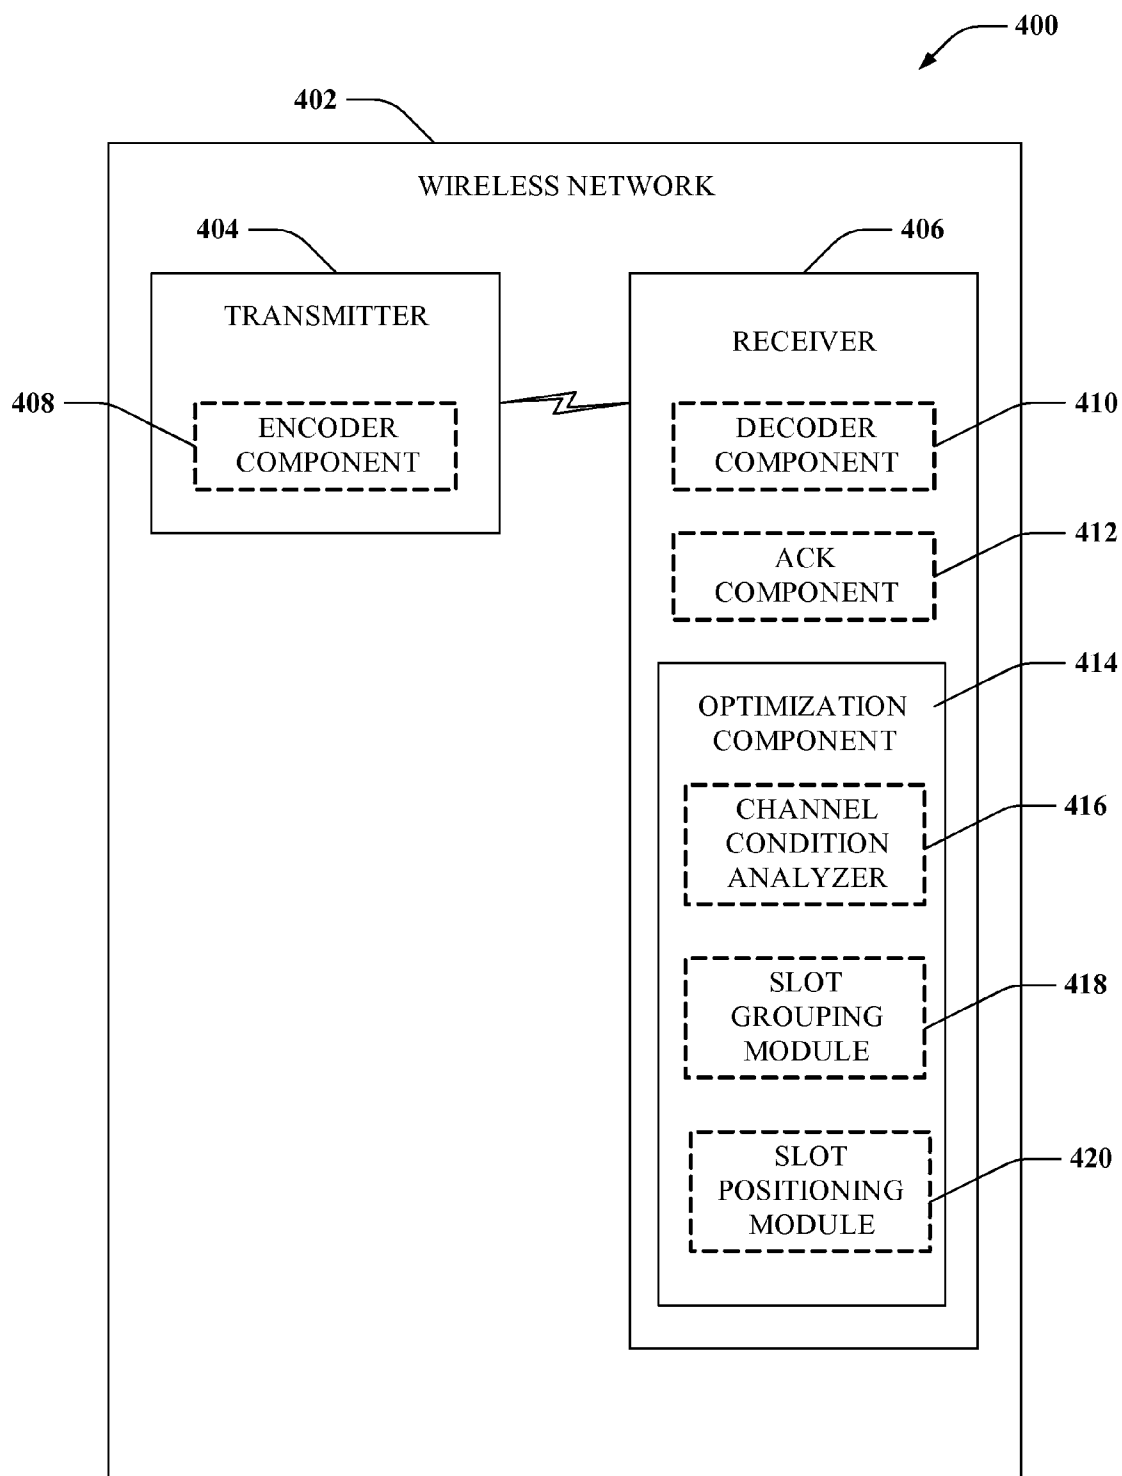 400
402
WIRELESS NETWORK
404
406
TRANSMITTER
RECEIVER
408
ENCODER
COMPONENT
DECODER
COMPONENT
410
ACK
COMPONENT
412
OPTIMIZATION
COMPONENT
414
CHANNEL
CONDITION
ANALYZER
416
SLOT
GROUPING
MODULE
418
SLOT
POSITIONING
MODULE
420